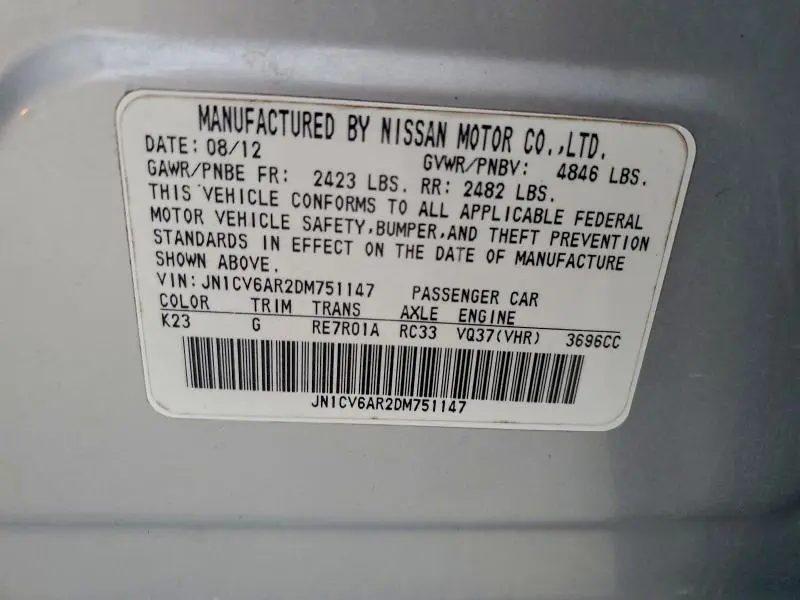 MANUFACTURED BY NISSAN MOTOR CO.,LTD.
DATE: 08/12 GVWR/PNBV: 4846 LBS.
GAWR/PNBE FR: 2423 LBS. RR: 2482 LBS.
THIS VEHICLE CONFORMS TO ALL APPLICABLE FEDERAL
MOTOR VEHICLE SAFETY,BUMPER,AND THEFT PREVENTION
STANDARDS IN EFFECT ON THE DATE OF MANUFACTURE
SHOWN ABOVE.
VIN: JN1CV6AR2DM751147 PASSENGER CAR
COLOR TRIM TRANS AXLE ENGINE
K23 G RE7R01A RC33 VQ37(VHR) 3696CC
JN1CV6AR2DM751147